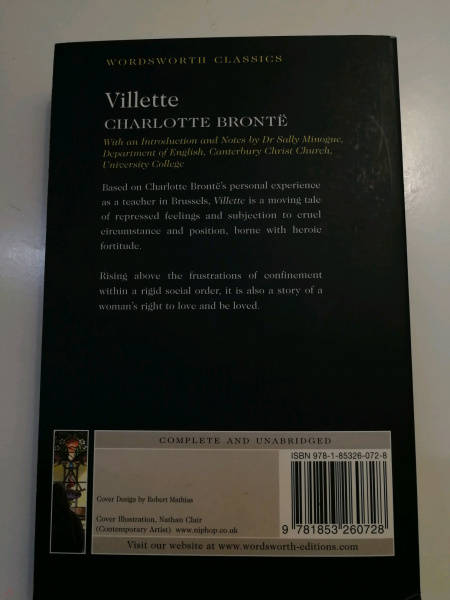 WORDSWORTH CLASSICS
Villette
CHARLOTTE BRONTË
With an Introduction and Notes by Dr Sally Minogue,
Department of English, Canterbury Christ Church,
University College
Based on Charlotte Brontë's personal experience
as a teacher in Brussels, Villette is a moving tale
of repressed feelings and subjection to cruel
circumstance and position, borne with heroic
fortitude.
Rising above the frustrations of confinement
within a rigid social order, it is also a story of a
woman's right to love and be loved.
COMPLETE AND UNABRIDGED
ISBN 978-1-85326-072-8
Cover Design by Robert Mathias
Cover Illustration, Nathan Clair
(Contemporary Artist) www.niphop.co.uk
9 781853 260728
Visit our website at www.wordsworth-editions.com